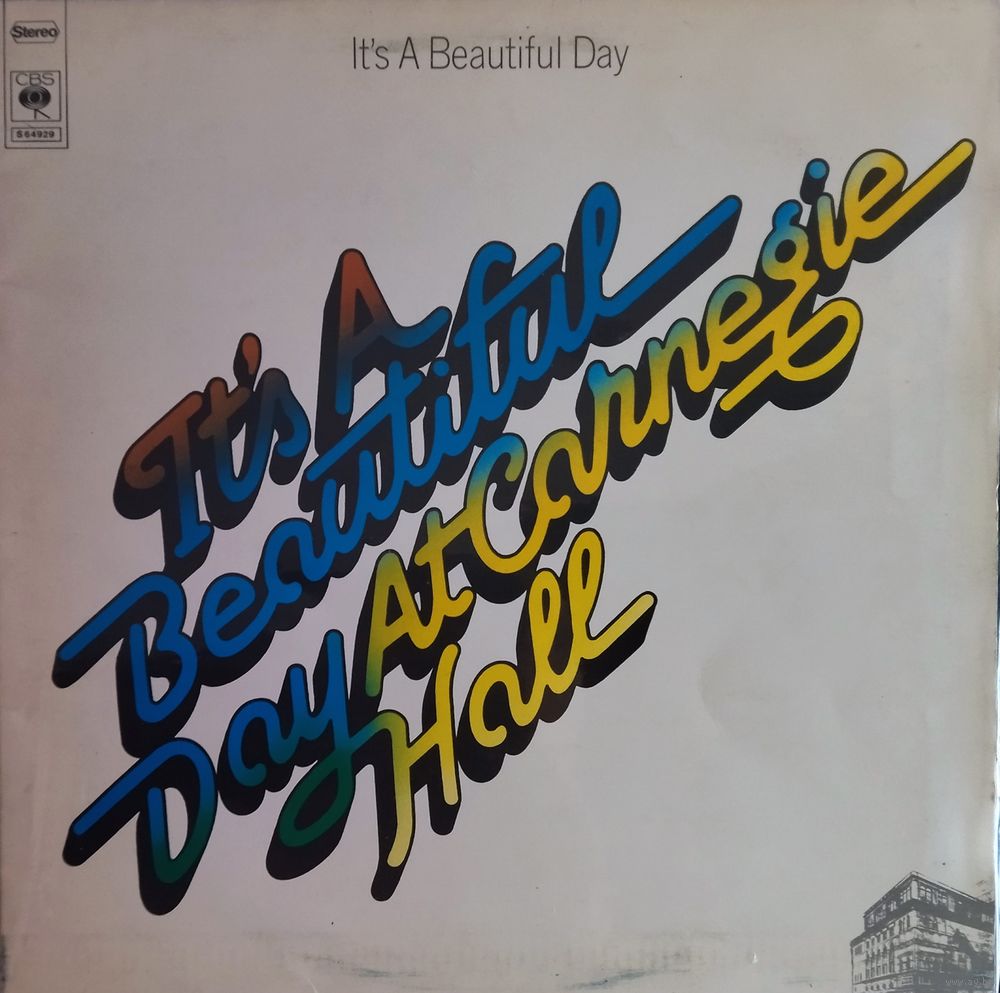 Stereo
CBS
S 64929
It's A Beautiful Day
It's A
Beautiful
Day At Carnegie
Hall